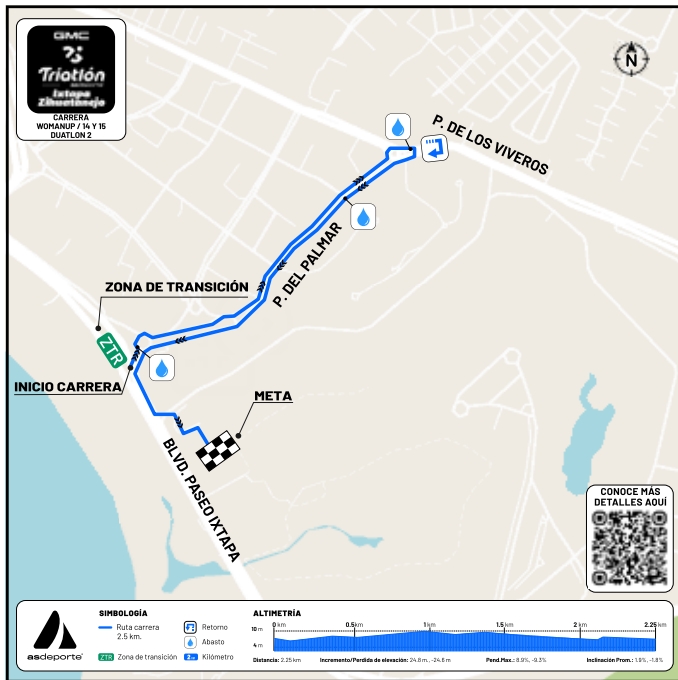 GMC
Triatlón
ASDEPORTE
Ixtapa
Zihuatanejo
CARRERA
WOMANUP / 14 Y 15
DUATLON 2
N
P. DE LOS VIVEROS
P. DEL PALMAR
ZONA DE TRANSICIÓN
ZTR
INICIO CARRERA
META
BLVD. PASEO IXTAPA
CONOCE MÁS
DETALLES AQUÍ
asdeporte
SIMBOLOGÍA
Ruta carrera
2.5 km.
ZTR Zona de transición
Retorno
Abasto
Kilómetro
ALTIMETRÍA
0 km 0.5 km 1 km 1.5 km 2 km 2.25 km
10 m
4 m
Distancia: 2.25 km Incremento/Perdida de elevación: 24.8 m., -24.6 m Pend.Max.: 8.9%, -9.3% Inclinación Prom.: 1.9%, -1.8%